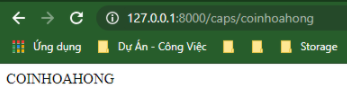 127.0.0.1:8000/caps/coinhoahong
Ứng dụng Dự Án - Công Việc Storage
COINHOAHONG